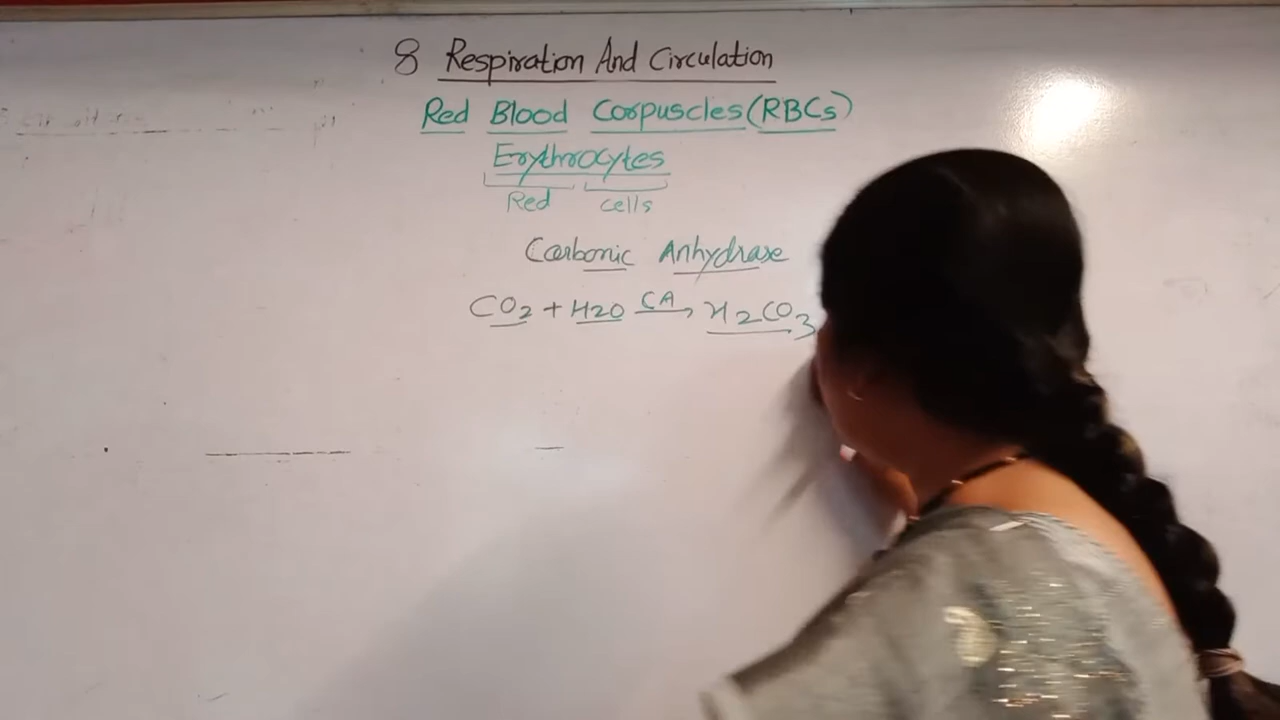 8 Respiration And Circulation
Red Blood Corpuscles (RBCs)
Erythrocytes
Red cells
Carbonic Anhydrase
CO2 + H2O CA→ H2CO3